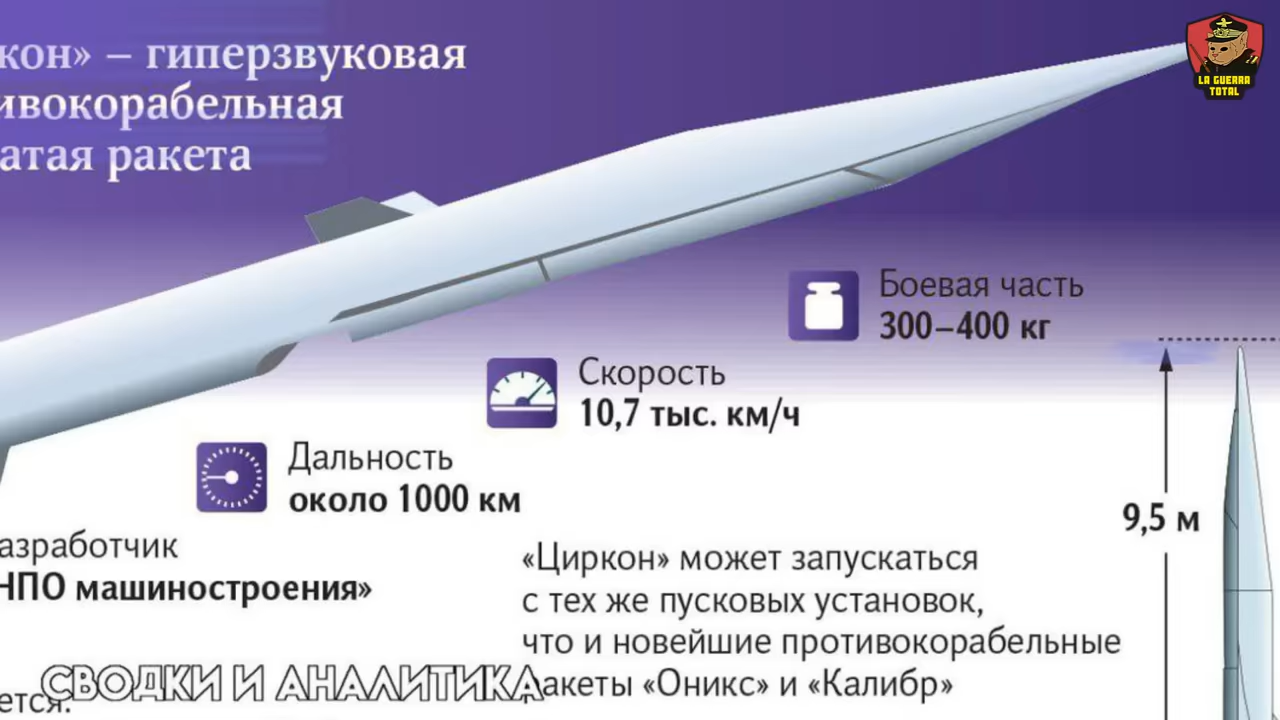 кон» – гиперзвуковая
ивокорабельная
атая ракета
LA GUERRA
TOTAL
Боевая часть
300–400 кг
Скорость
10,7 тыс. км/ч
Дальность
около 1000 км
9,5 м
азработчик
НПО машиностроения»
«Циркон» может запускаться
с тех же пусковых установок,
что и новейшие противокорабельные
ракеты «Оникс» и «Калибр»
СВОДКИ И АНАЛИТИКА
ется.